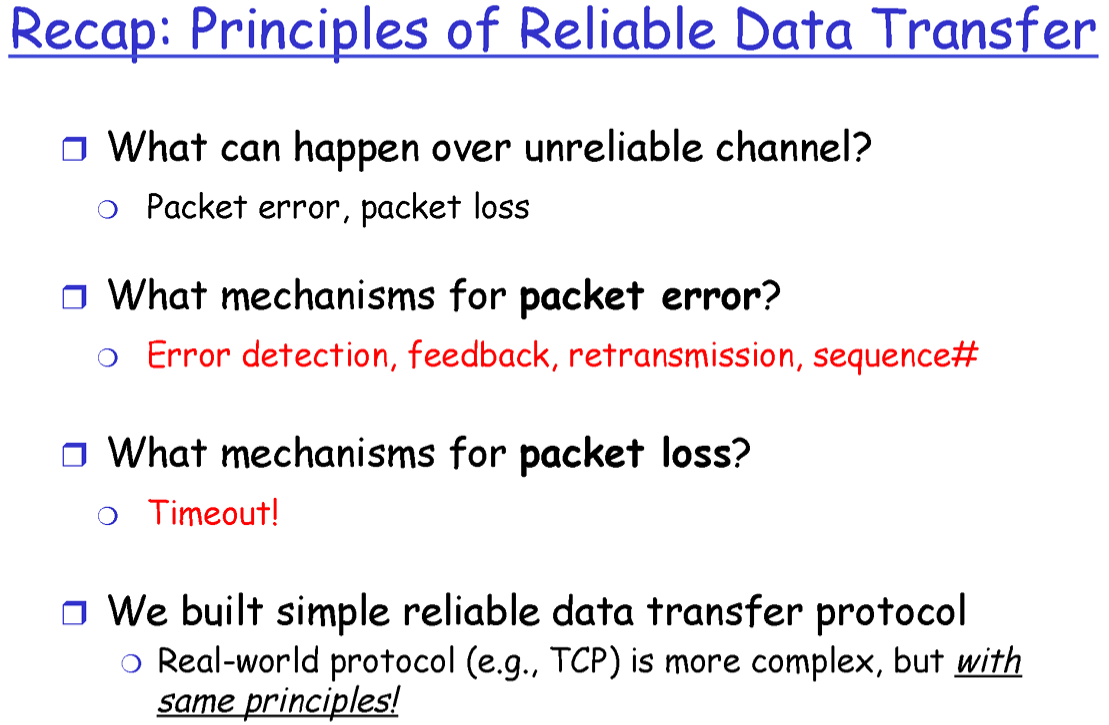 Recap: Principles of Reliable Data Transfer
What can happen over unreliable channel?
Packet error, packet loss
What mechanisms for packet error?
Error detection, feedback, retransmission, sequence#
What mechanisms for packet loss?
Timeout!
We built simple reliable data transfer protocol
Real-world protocol (e.g., TCP) is more complex, but with
same principles!